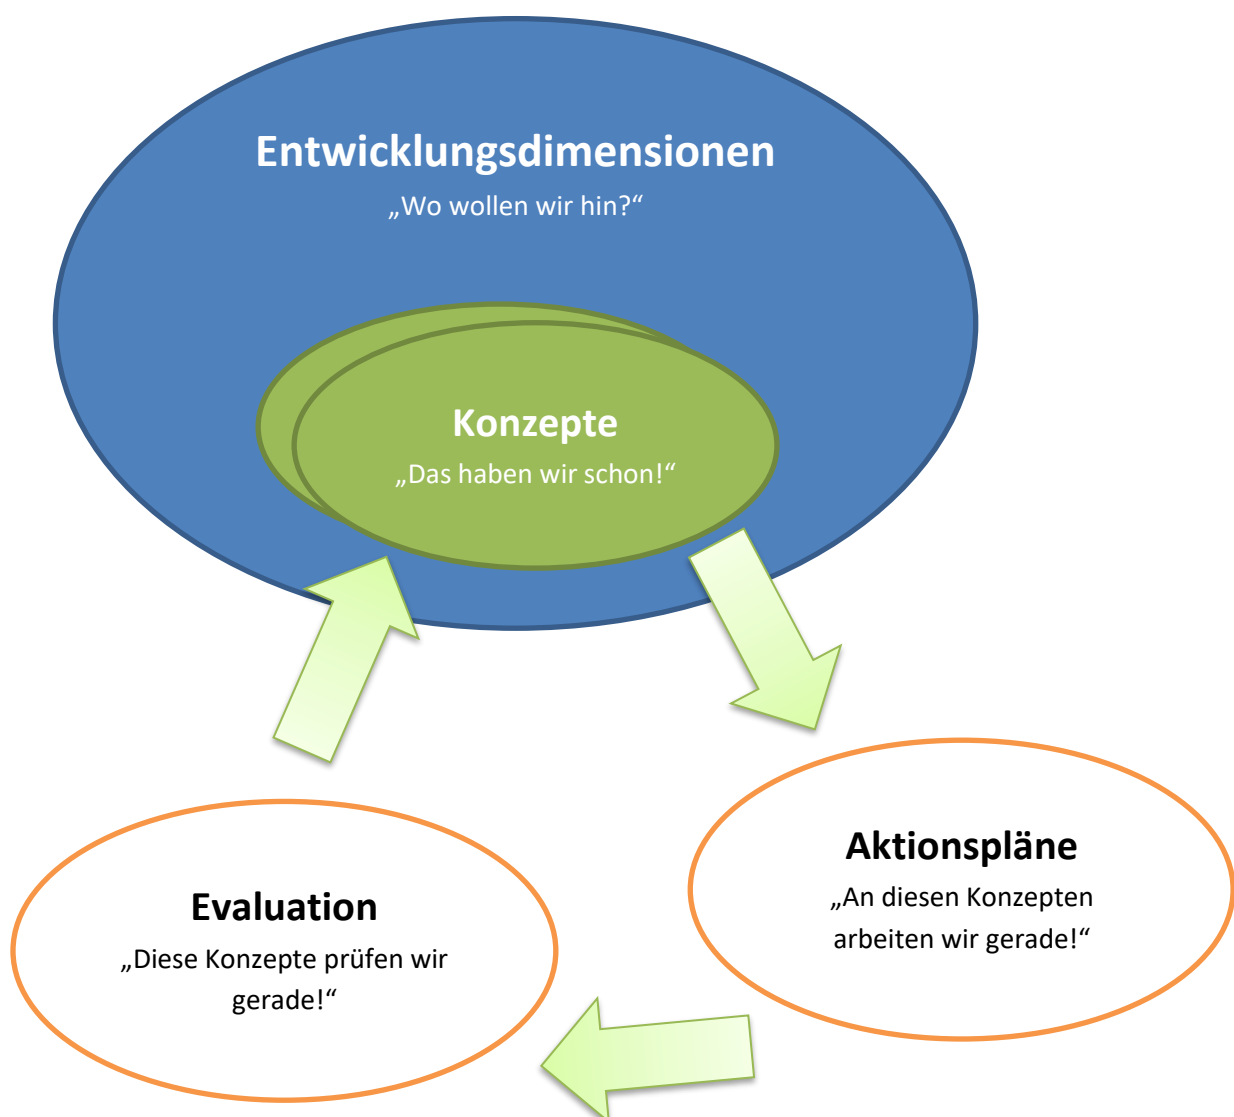 Entwicklungsdimensionen
„Wo wollen wir hin?“
Konzepte
„Das haben wir schon!“
Aktionspläne
„An diesen Konzepten
arbeiten wir gerade!“
Evaluation
„Diese Konzepte prüfen wir
gerade!“